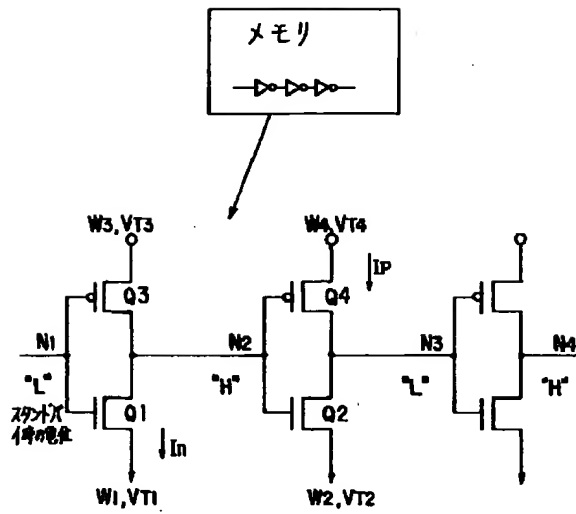 メモリ
W3,VT3
W4,VT4
IP
Q3
Q4
N1
N2
N3
N4
"L"
"H"
"L"
"H"
スタンドバ
イ時の電位
Q1
Q2
In
W1,VT1
W2,VT2